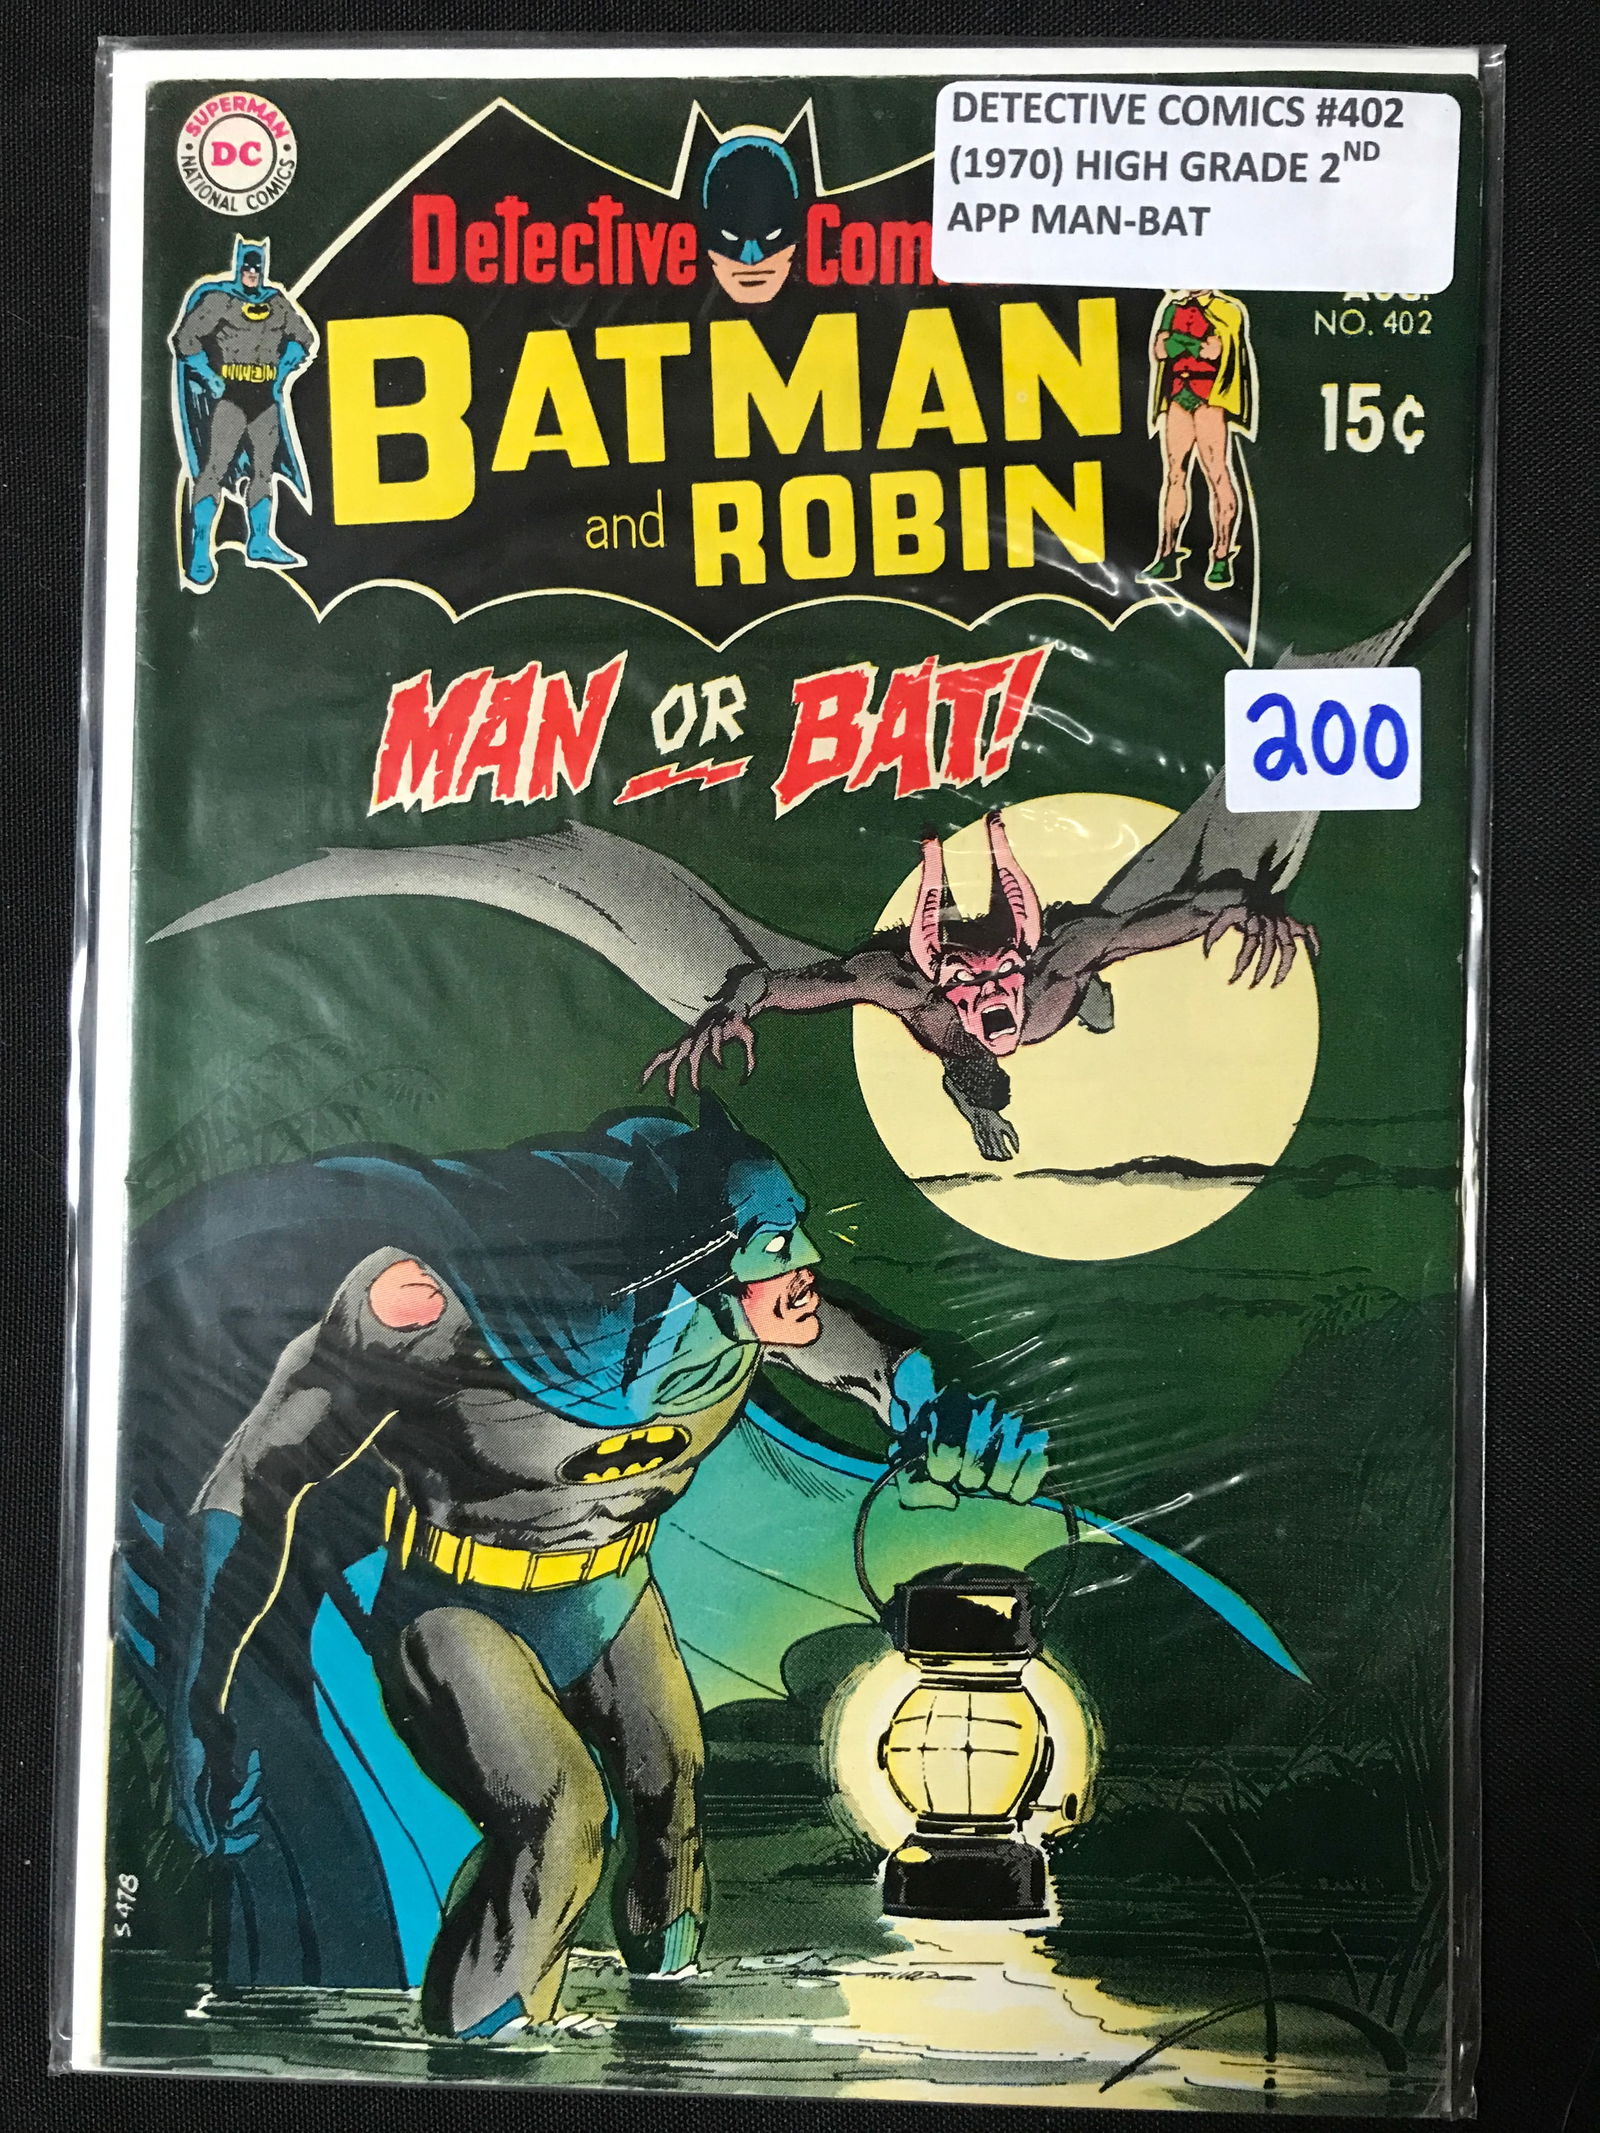 SUPERMAN
DC
NATIONAL COMICS
DETECTIVE COMICS #402
(1970) HIGH GRADE 2ND
APP MAN-BAT
Detective
NO. 402
15¢
BATMAN
and ROBIN
MAN OR BAT!
200
S 478